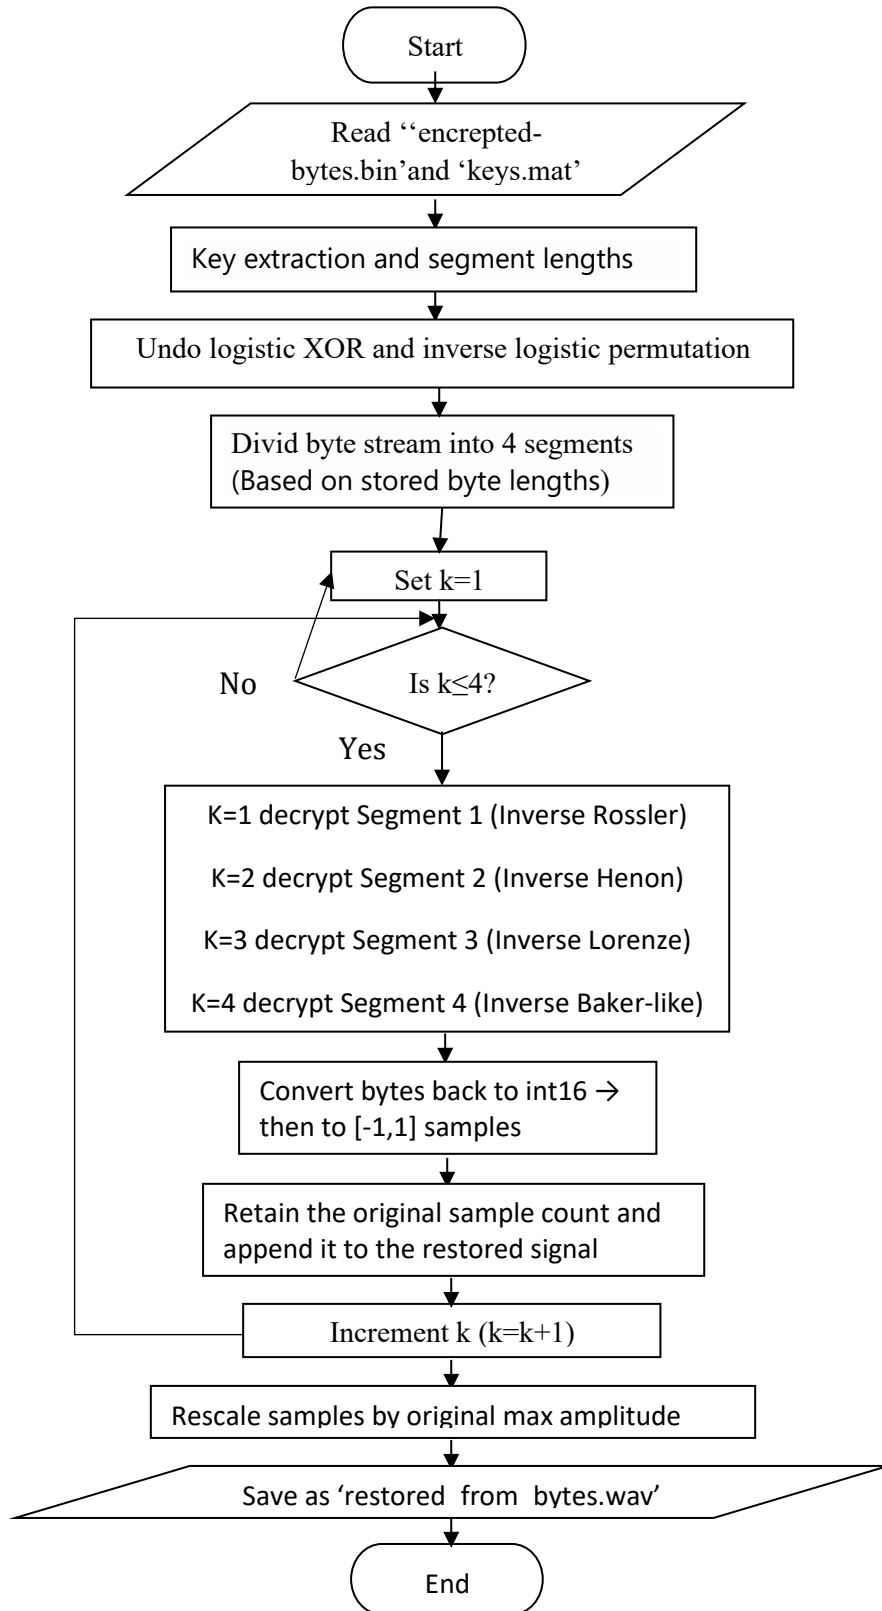 Start
Read ‘‘encrepted-
bytes.bin’and ‘keys.mat’
Key extraction and segment lengths
Undo logistic XOR and inverse logistic permutation
Divid byte stream into 4 segments
(Based on stored byte lengths)
Set k=1
Is k≤4?
No
Yes
K=1 decrypt Segment 1 (Inverse Rossler)
K=2 decrypt Segment 2 (Inverse Henon)
K=3 decrypt Segment 3 (Inverse Lorenze)
K=4 decrypt Segment 4 (Inverse Baker-like)
Convert bytes back to int16 →
then to [-1,1] samples
Retain the original sample count and
append it to the restored signal
Increment k (k=k+1)
Rescale samples by original max amplitude
Save as ‘restored from bytes.wav’
End